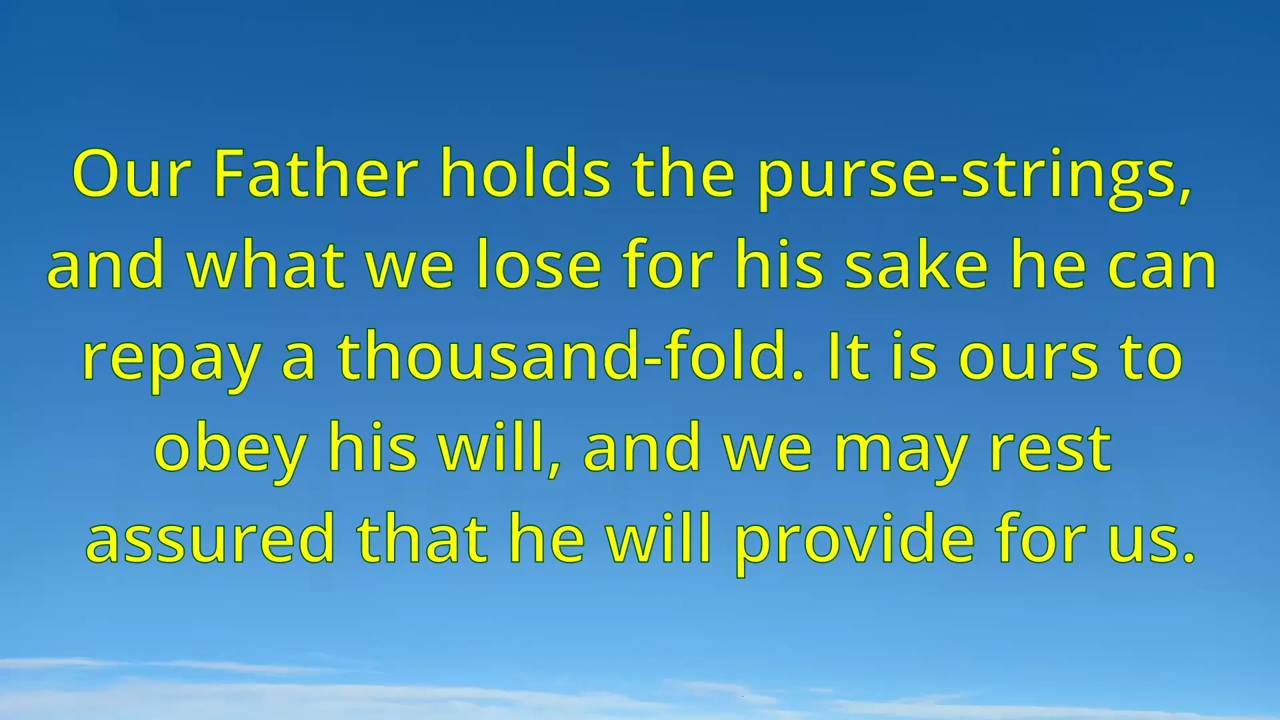 Our Father holds the purse-strings,
and what we lose for his sake he can
repay a thousand-fold. It is ours to
obey his will, and we may rest
assured that he will provide for us.